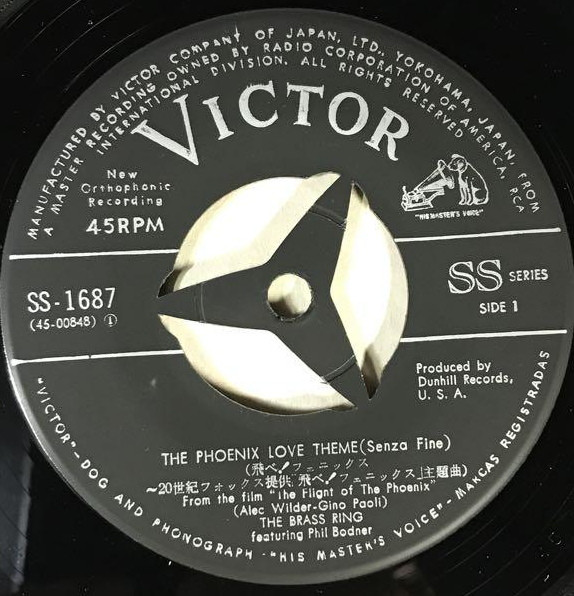 MANUFACTURED BY VICTOR COMPANY OF JAPAN, LTD., YOKOHAMA, JAPAN, FROM
A MASTER RECORDING OWNED BY RADIO CORPORATION OF AMERICA, RCA
INTERNATIONAL DIVISION. ALL RIGHTS RESERVED
VICTOR
New
Orthophonic
Recording
45RPM
"HIS MASTER'S VOICE"
SS-1687
(45-00848) Ⓘ
SS SERIES
SIDE 1
Produced by
Dunhill Records,
U. S. A.
THE PHOENIX LOVE THEME (Senza Fine)
(飛べ!フェニックス
〜20世紀フォックス提供「飛べ!フェニックス」主題曲)
From the film "The Flignt of The Phoenix"
(Alec Wilder-Gino Paoli)
THE BRASS RING
featuring Phil Bodner
"VICTOR"-DOG AND PHONOGRAPH-"HIS MASTER'S VOICE"-MARCAS REGISTRADAS